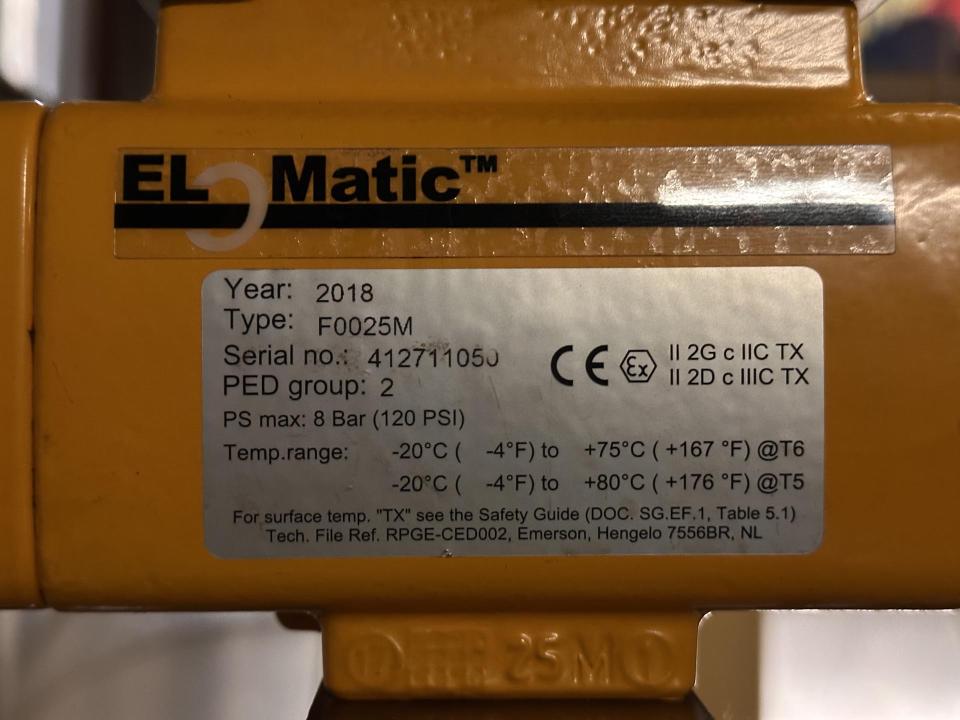 ELOMatic™
Year: 2018
Type: F0025M
Serial no.: 412711050
PED group: 2
PS max: 8 Bar (120 PSI)
CE Ex II 2G c IIC TX
II 2D c IIIC TX
Temp.range: -20°C ( -4°F) to +75°C ( +167 °F) @T6
-20°C ( -4°F) to +80°C ( +176 °F) @T5
For surface temp. "TX" see the Safety Guide (DOC. SG.EF.1, Table 5.1)
Tech. File Ref. RPGE-CED002, Emerson, Hengelo 7556BR, NL
25M